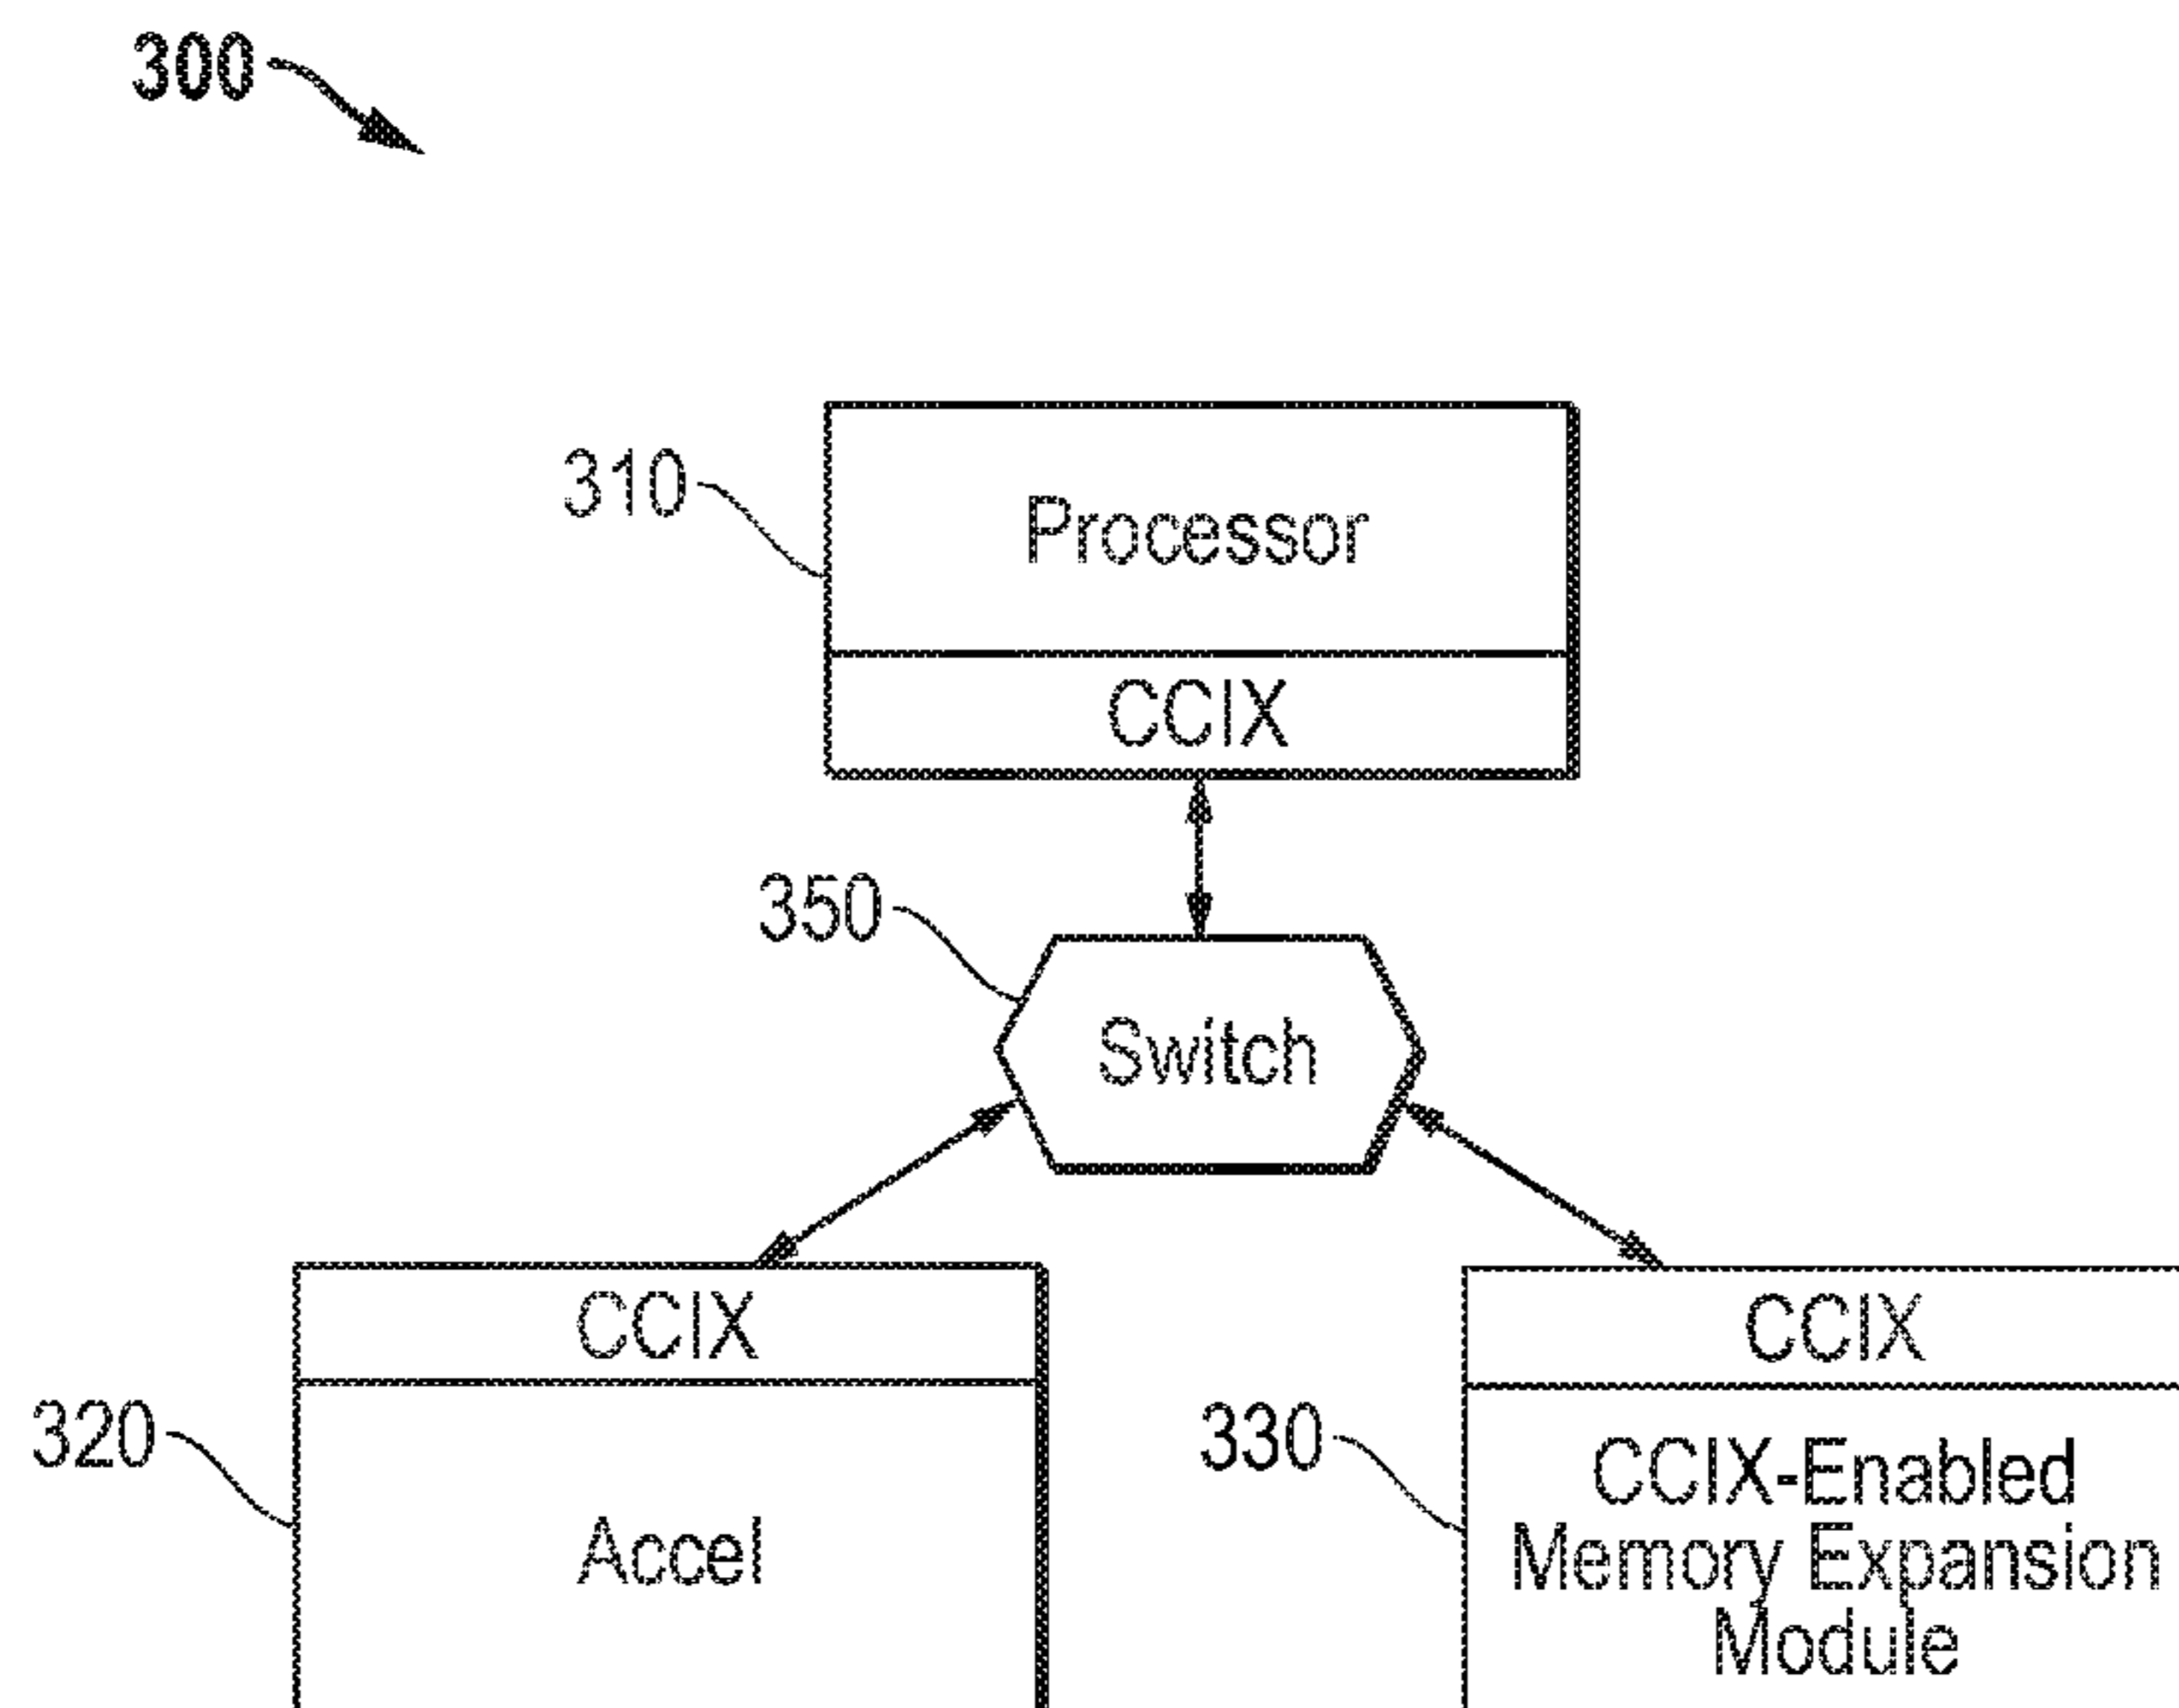 300
310
Processor
CCIX
350
Switch
CCIX
CCIX
320
Accel
330
CCIX-Enabled
Memory Expansion
Module